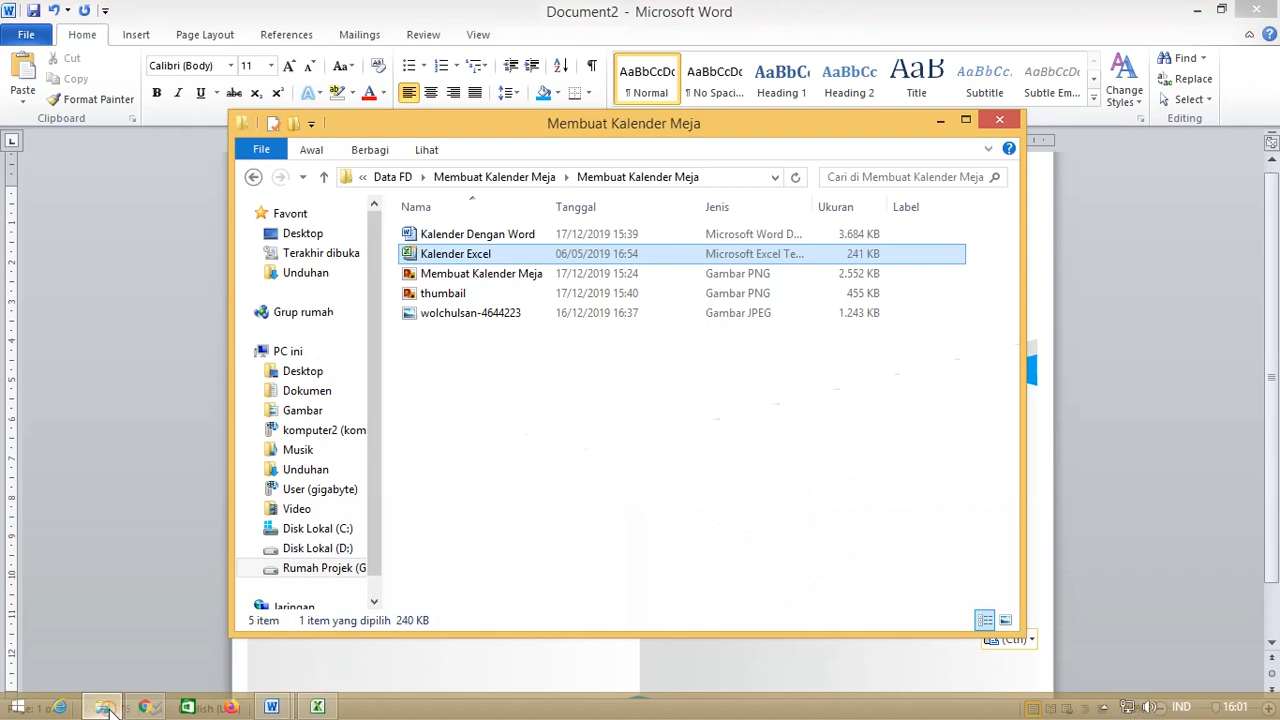 Document2 - Microsoft Word
File Home Insert Page Layout References Mailings Review View
Paste
Cut
Copy
Format Painter
Clipboard
Calibri (Body) 11
AaBbCcDc AaBbCcDc AaBbCc AaBbCc AaB AaBbCcDc AaBbCcDc
¶ Normal ¶ No Spaci... Heading 1 Heading 2 Title Subtitle Subtle Em...
Change Styles
Styles
Find
Replace
Select
Editing
Membuat Kalender Meja
File Awal Berbagi Lihat
Data FD Membuat Kalender Meja Membuat Kalender Meja
Cari di Membuat Kalender Meja
Nama Tanggal Jenis Ukuran Label
Kalender Dengan Word 17/12/2019 15:39 Microsoft Word D... 3.684 KB
Kalender Excel 06/05/2019 16:54 Microsoft Excel Te... 241 KB
Membuat Kalender Meja 17/12/2019 15:24 Gambar PNG 2.552 KB
thumbail 17/12/2019 15:40 Gambar PNG 455 KB
wolchulsan-4644223 16/12/2019 16:37 Gambar JPEG 1.243 KB
Favorit
Desktop
Terakhir dibuka
Unduhan
Grup rumah
PC ini
Desktop
Dokumen
Gambar
komputer2 (kom
Musik
Unduhan
User (gigabyte)
Video
Disk Lokal (C:)
Disk Lokal (D:)
Rumah Projek (G
Jaringan
5 item 1 item yang dipilih 240 KB
(Ctrl)
Page: 1 o
IND 16:01